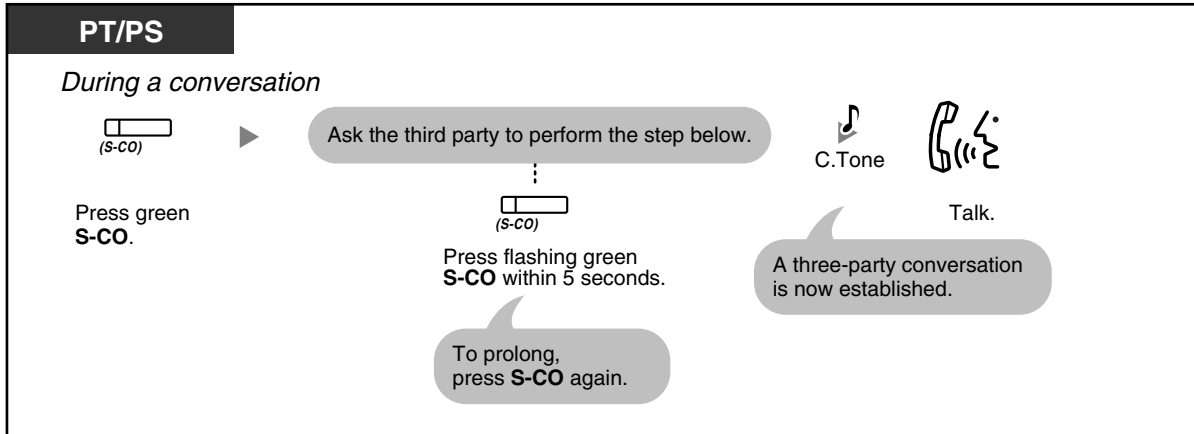 PT/PS
During a conversation
(S-CO)
Press green
S-CO.
Ask the third party to perform the step below.
(S-CO)
Press flashing green
S-CO within 5 seconds.
To prolong,
press S-CO again.
C.Tone
Talk.
A three-party conversation
is now established.